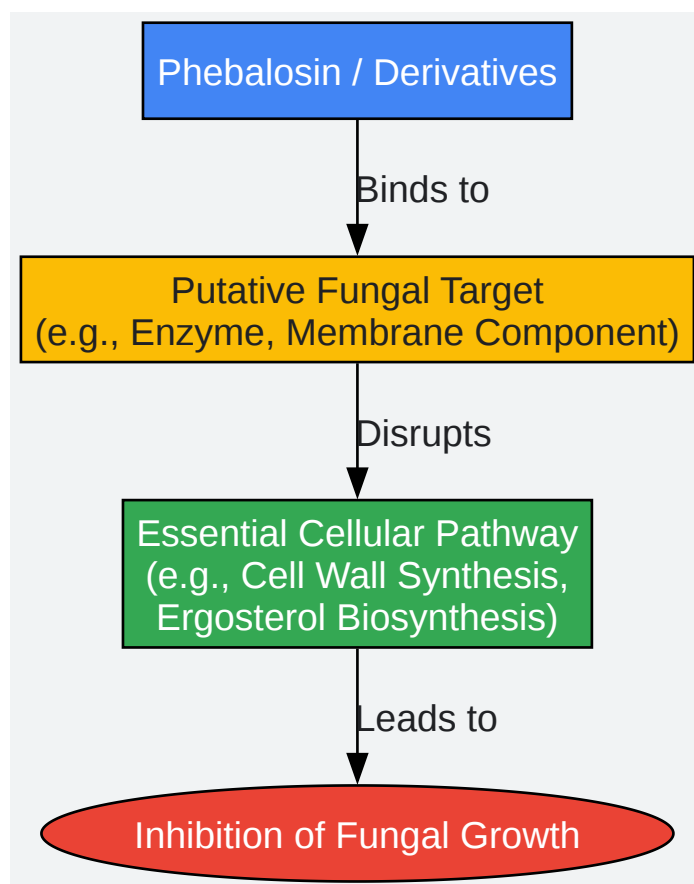 Phebalosin / Derivatives
Binds to
Putative Fungal Target
(e.g., Enzyme, Membrane Component)
Disrupts
Essential Cellular Pathway
(e.g., Cell Wall Synthesis,
Ergosterol Biosynthesis)
Leads to
Inhibition of Fungal Growth